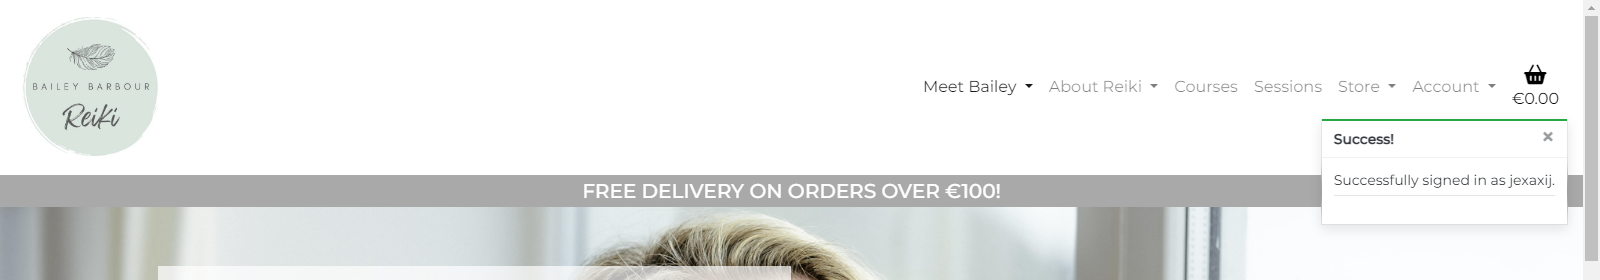 BAILEY BARBOUR
Reiki
Meet Bailey
About Reiki
Courses
Sessions
Store
Account
€0.00
Success!
×
Successfully signed in as jexaxij.
FREE DELIVERY ON ORDERS OVER €100!